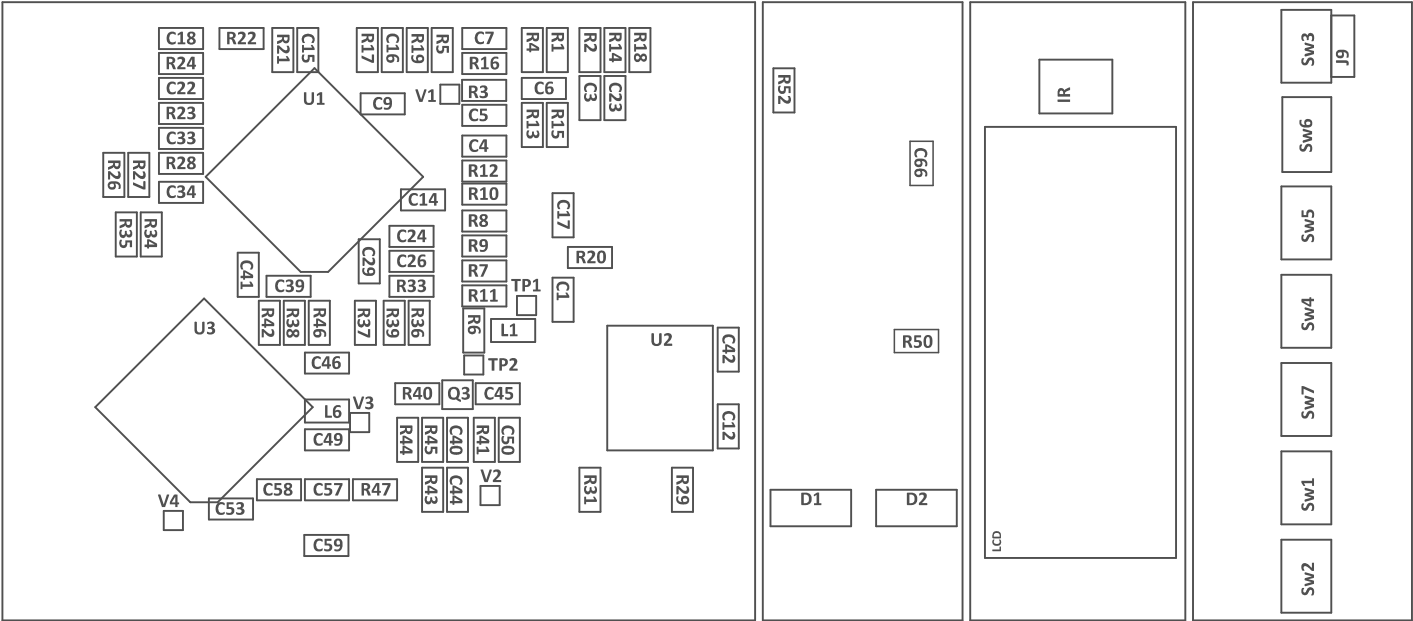 C18
R22
R21
C15
R17
C16
R19
R5
C7
R4
R1
R2
R14
R18
R24
R16
C22
U1
C9
V1
R3
C6
C3
C23
R23
C5
R13
R15
C33
C4
R26
R27
R28
R12
C34
C14
R10
C17
R35
R34
R8
C24
R9
C29
C26
R20
C41
C39
R33
R7
TP1
R11
C1
U3
R42
R38
R46
R37
R39
R36
R6
L1
U2
C42
C46
TP2
R40
Q3
C45
L6
V3
C12
C49
R44
R45
C40
R41
C50
V4
C58
C57
R47
R43
C44
V2
R31
R29
C53
C59
R52
C66
R50
D1
D2
IR
LCD
Sw3
J9
Sw6
Sw5
Sw4
Sw7
Sw1
Sw2